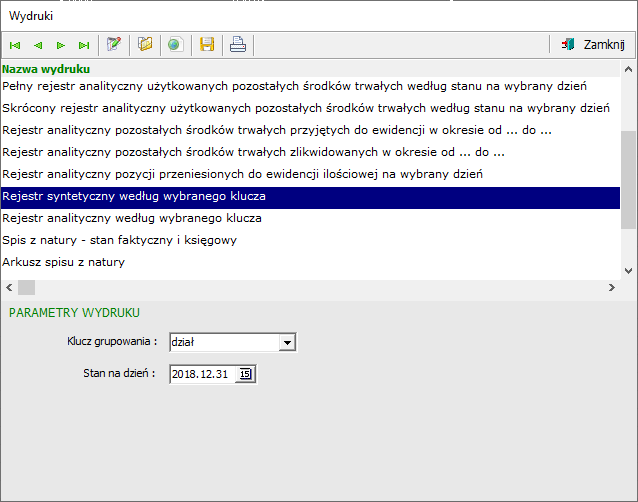 Wydruki
Zamknij
Nazwa wydruku
Pełny rejestr analityczny użytkowanych pozostałych środków trwałych według stanu na wybrany dzień
Skrócony rejestr analityczny użytkowanych pozostałych środków trwałych według stanu na wybrany dzień
Rejestr analityczny pozostałych środków trwałych przyjętych do ewidencji w okresie od ... do ...
Rejestr analityczny pozostałych środków trwałych zlikwidowanych w okresie od ... do ...
Rejestr analityczny pozycji przeniesionych do ewidencji ilościowej na wybrany dzień
Rejestr syntetyczny według wybranego klucza
Rejestr analityczny według wybranego klucza
Spis z natury - stan faktyczny i księgowy
Arkusz spisu z natury
PARAMETRY WYDRUKU
Klucz grupowania : dział
Stan na dzień : 2018.12.31 15